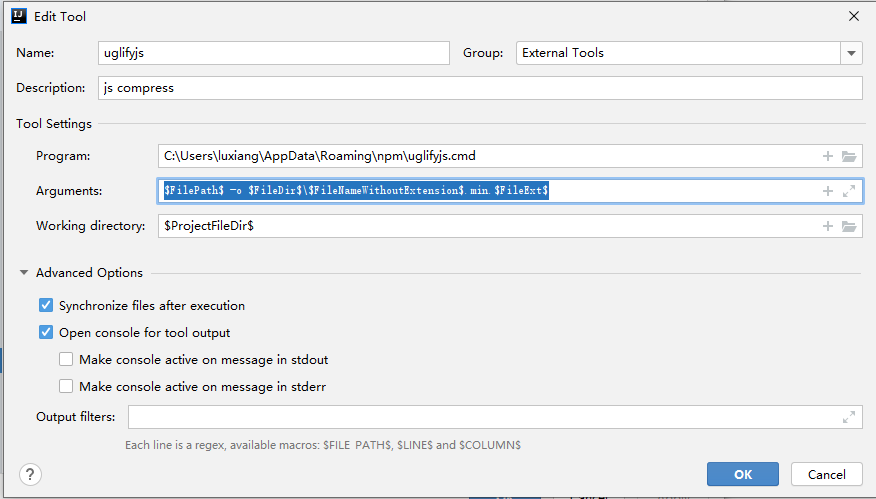 Edit Tool
Name: uglifyjs Group: External Tools
Description: js compress
Tool Settings
Program: C:\Users\luxiang\AppData\Roaming\npm\uglifyjs.cmd
Arguments: $FilePath$ -o $FileDir$\$FileNameWithoutExtension$.min.$FileExt$
Working directory: $ProjectFileDir$
Advanced Options
Synchronize files after execution
Open console for tool output
Make console active on message in stdout
Make console active on message in stderr
Output filters:
Each line is a regex, available macros: $FILE_PATH$, $LINE$ and $COLUMN$
? OK Cancel